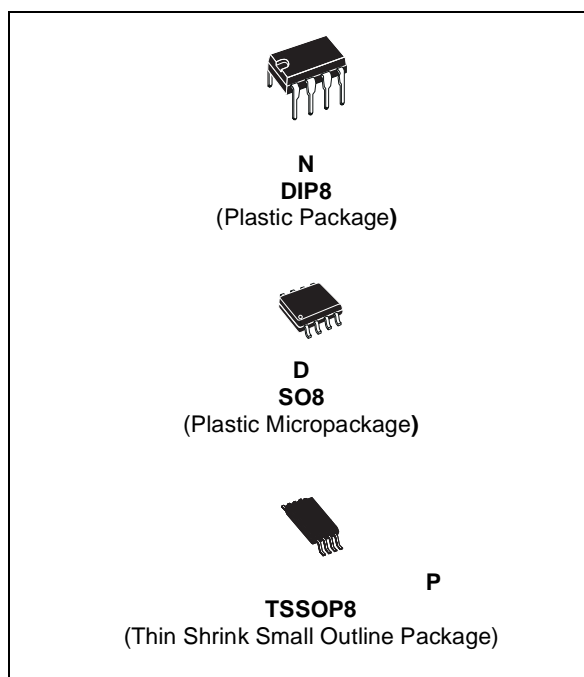 N
DIP8
(Plastic Package)
D
SO8
(Plastic Micropackage)
P
TSSOP8
(Thin Shrink Small Outline Package)